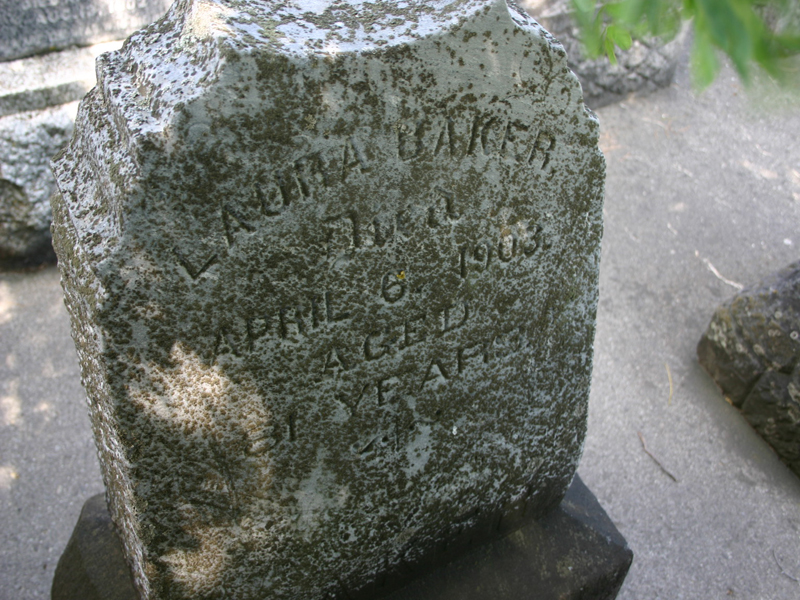 LAURA BAKER,
Died
APRIL 6. 1903.
AGED
31 YEARS